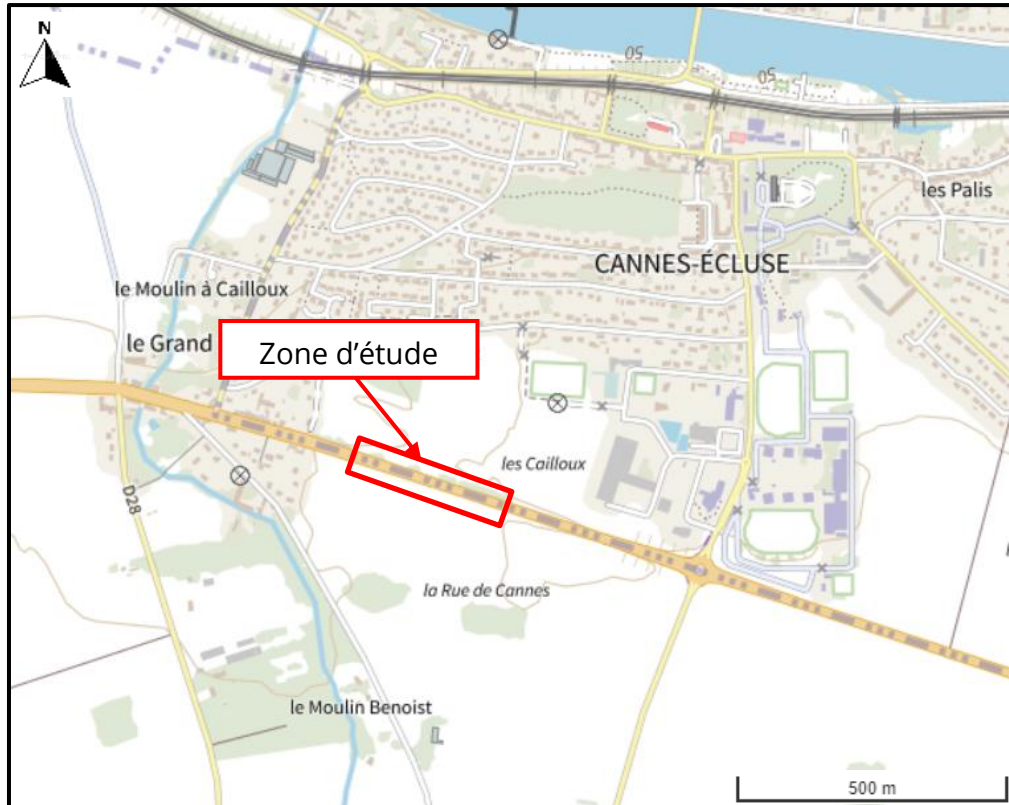 N
50
50
les Palis
CANNES-ÉCLUSE
le Moulin à Cailloux
le Grand
Zone d’étude
les Cailloux
D28
la Rue de Cannes
le Moulin Benoist
500 m